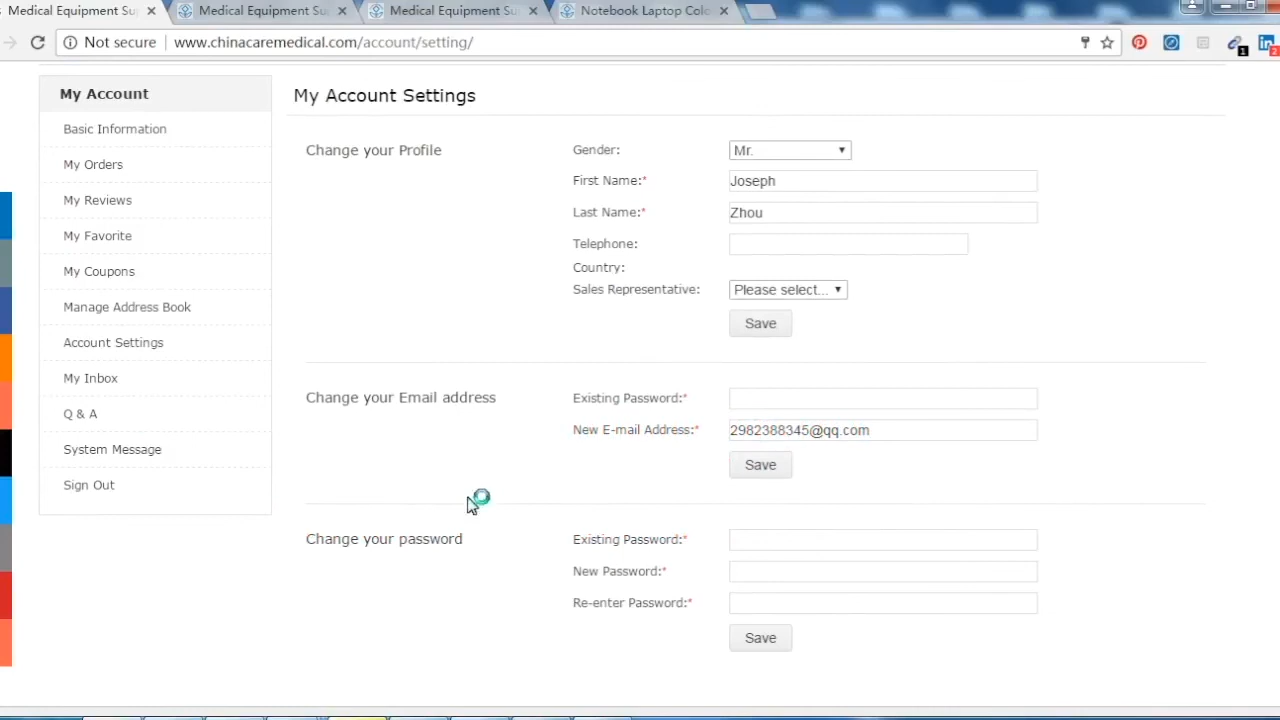 Medical Equipment Su
Medical Equipment Su
Medical Equipment Su
Notebook Laptop Colo
Not secure
www.chinacaremedical.com/account/setting/
1
2
My Account
Basic Information
My Orders
My Reviews
My Favorite
My Coupons
Manage Address Book
Account Settings
My Inbox
Q & A
System Message
Sign Out
My Account Settings
Change your Profile
Gender:
Mr.
First Name:*
Joseph
Last Name:*
Zhou
Telephone:
Country:
Sales Representative:
Please select...
Save
Change your Email address
Existing Password:*
New E-mail Address:*
2982388345@qq.com
Save
Change your password
Existing Password:*
New Password:*
Re-enter Password:*
Save